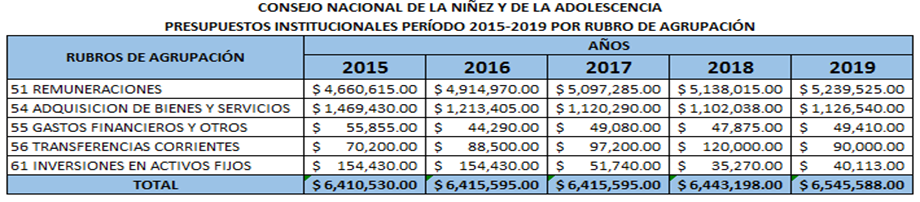 CONSEJO NACIONAL DE LA NIÑEZ Y DE LA ADOLESCENCIA
PRESUPUESTOS INSTITUCIONALES PERÍODO 2015-2019 POR RUBRO DE AGRUPACIÓN
RUBROS DE AGRUPACIÓN AÑOS
2015 2016 2017 2018 2019
51 REMUNERACIONES $ 4,660,615.00 $ 4,914,970.00 $ 5,097,285.00 $ 5,138,015.00 $ 5,239,525.00
54 ADQUISICION DE BIENES Y SERVICIOS $ 1,469,430.00 $ 1,213,405.00 $ 1,120,290.00 $ 1,102,038.00 $ 1,126,540.00
55 GASTOS FINANCIEROS Y OTROS $ 55,855.00 $ 44,290.00 $ 49,080.00 $ 47,875.00 $ 49,410.00
56 TRANSFERENCIAS CORRIENTES $ 70,200.00 $ 88,500.00 $ 97,200.00 $ 120,000.00 $ 90,000.00
61 INVERSIONES EN ACTIVOS FIJOS $ 154,430.00 $ 154,430.00 $ 51,740.00 $ 35,270.00 $ 40,113.00
TOTAL $ 6,410,530.00 $ 6,415,595.00 $ 6,415,595.00 $ 6,443,198.00 $ 6,545,588.00